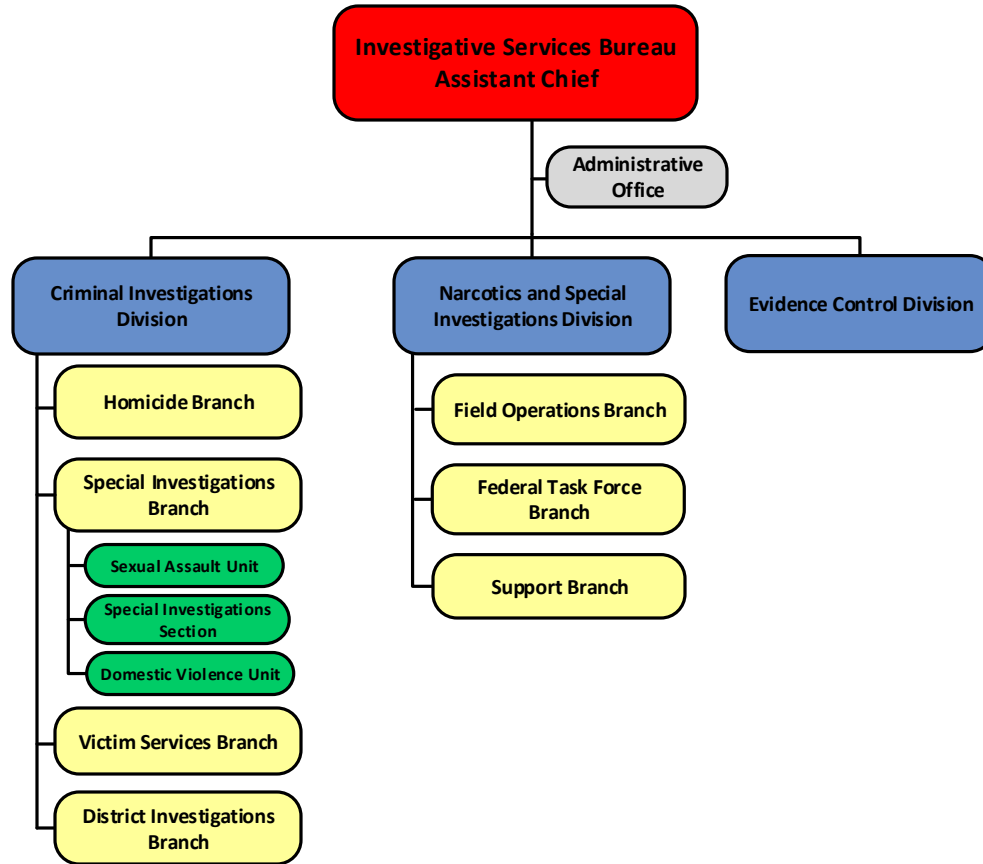 Investigative Services Bureau
Assistant Chief
Administrative
Office
Criminal Investigations
Division
Narcotics and Special
Investigations Division
Evidence Control Division
Homicide Branch
Special Investigations
Branch
Sexual Assault Unit
Special Investigations
Section
Domestic Violence Unit
Victim Services Branch
District Investigations
Branch
Field Operations Branch
Federal Task Force
Branch
Support Branch